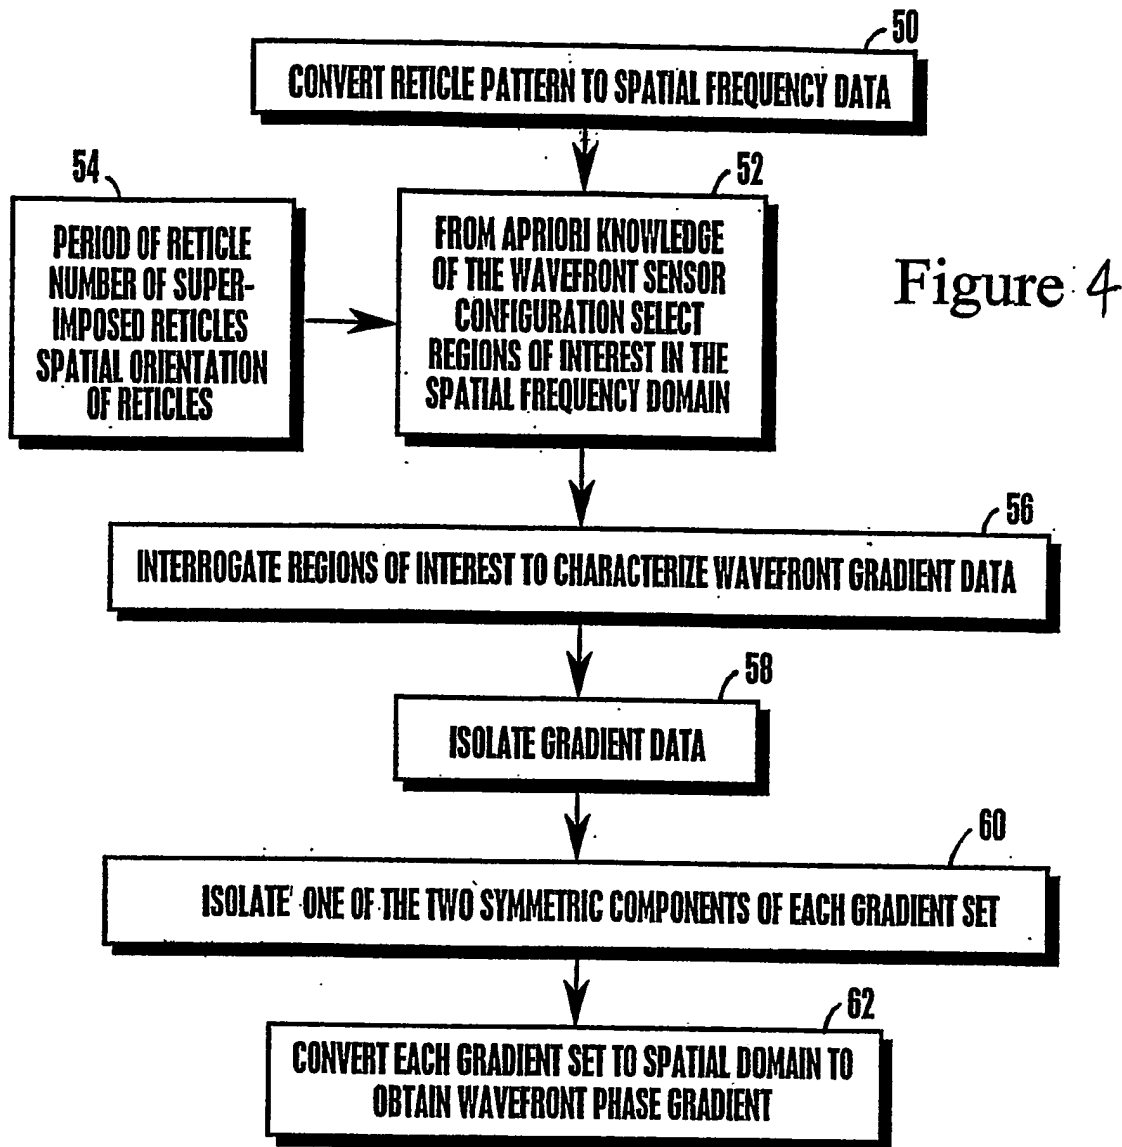 50
CONVERT RETICLE PATTERN TO SPATIAL FREQUENCY DATA
54
PERIOD OF RETICLE
NUMBER OF SUPER-
IMPOSED RETICLES
SPATIAL ORIENTATION
OF RETICLES
52
FROM APRIORI KNOWLEDGE
OF THE WAVEFRONT SENSOR
CONFIGURATION SELECT
REGIONS OF INTEREST IN THE
SPATIAL FREQUENCY DOMAIN
Figure 4
56
INTERROGATE REGIONS OF INTEREST TO CHARACTERIZE WAVEFRONT GRADIENT DATA
58
ISOLATE GRADIENT DATA
60
ISOLATE ONE OF THE TWO SYMMETRIC COMPONENTS OF EACH GRADIENT SET
62
CONVERT EACH GRADIENT SET TO SPATIAL DOMAIN TO
OBTAIN WAVEFRONT PHASE GRADIENT